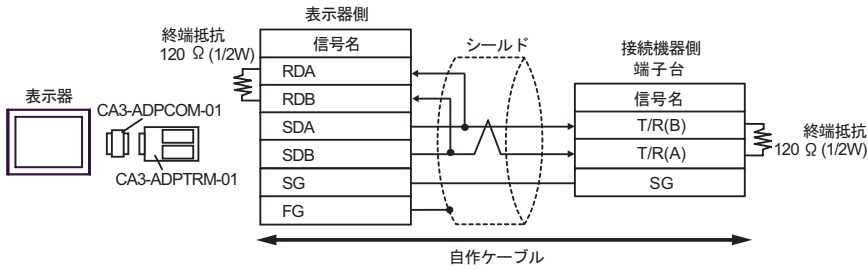 表示器側
終端抵抗
120 Ω (1/2W)
信号名
シールド
接続機器側
端子台
RDA
RDB
SDA
SDB
SG
FG
表示器
CA3-ADPCOM-01
CA3-ADPTRM-01
信号名
T/R(B)
T/R(A)
SG
終端抵抗
120 Ω (1/2W)
自作ケーブル